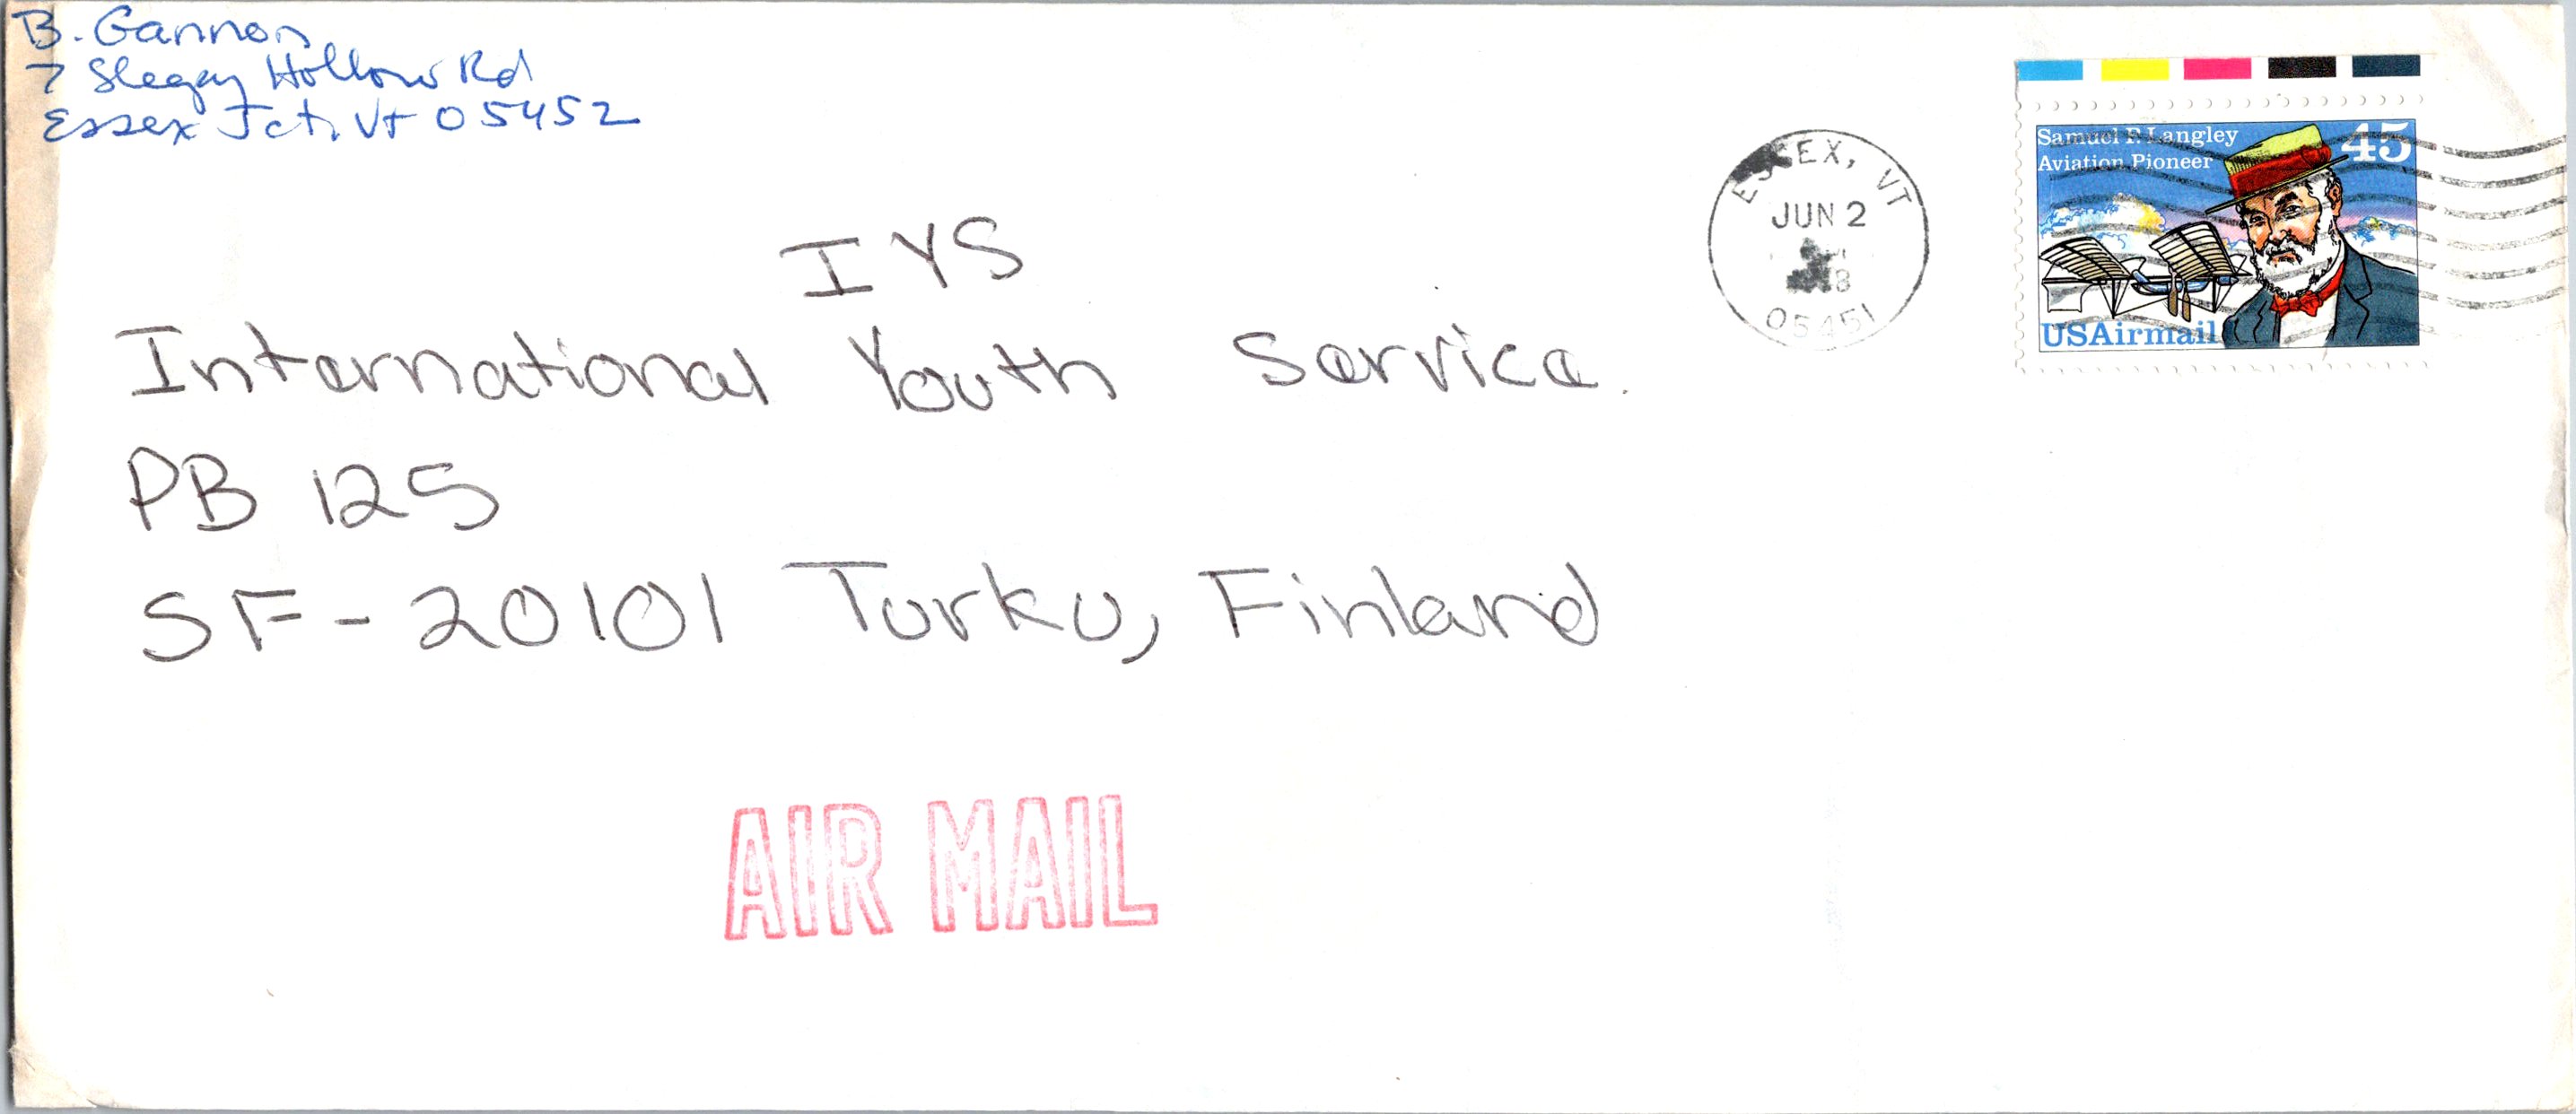 B. Gannon
7 Slegay Hollow Rd
Essex Jct, Vt 05452
ESSEX, VT
JUN 2
05451
Samuel P. Langley
Aviation Pioneer
45
USAirmail
IYS
International Youth Service.
PB 125
SF-20101 Turku, Finland
AIR MAIL